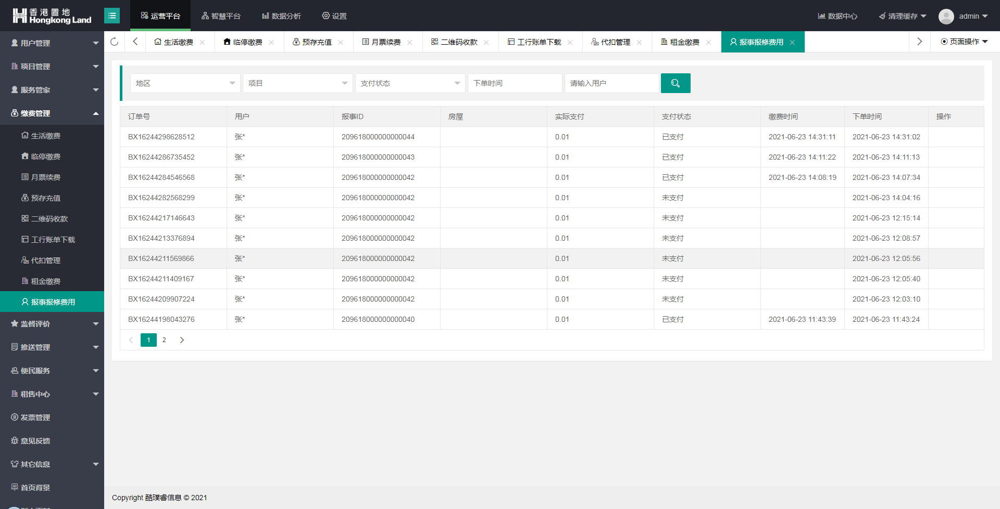 香港置地
Hongkong Land
运营平台 智慧平台 数据分析 设置 数据中心 清理缓存 admin
生活缴费 临停缴费 预存充值 月票续费 二维码收款 工行账单下载 代扣管理 租金缴费 报事报修费用 页面操作
用户管理
项目管理
服务管家
缴费管理
生活缴费
临停缴费
月票续费
预存充值
二维码收款
工行账单下载
代扣管理
租金缴费
报事报修费用
监督评价
推送管理
便民服务
租售中心
发票管理
意见反馈
其它信息
首页背景
地区 项目 支付状态 下单时间 请输入用户
订单号 用户 报事ID 房屋 实际支付 支付状态 缴费时间 下单时间 操作
BX16244298628512 张* 209618000000000044 0.01 已支付 2021-06-23 14:31:11 2021-06-23 14:31:02
BX16244286735452 张* 209618000000000043 0.01 已支付 2021-06-23 14:11:22 2021-06-23 14:11:13
BX16244284546568 张* 209618000000000042 0.01 已支付 2021-06-23 14:08:19 2021-06-23 14:07:34
BX16244282568299 张* 209618000000000042 0.01 未支付 2021-06-23 14:04:16
BX16244217146643 张* 209618000000000042 0.01 未支付 2021-06-23 12:15:14
BX16244213376894 张* 209618000000000042 0.01 未支付 2021-06-23 12:08:57
BX16244211569866 张* 209618000000000042 0.01 未支付 2021-06-23 12:05:56
BX16244211409167 张* 209618000000000042 0.01 未支付 2021-06-23 12:05:40
BX16244209907224 张* 209618000000000042 0.01 未支付 2021-06-23 12:03:10
BX16244198043276 张* 209618000000000040 0.01 已支付 2021-06-23 11:43:39 2021-06-23 11:43:24
1 2
Copyright 酷璞睿信息 © 2021